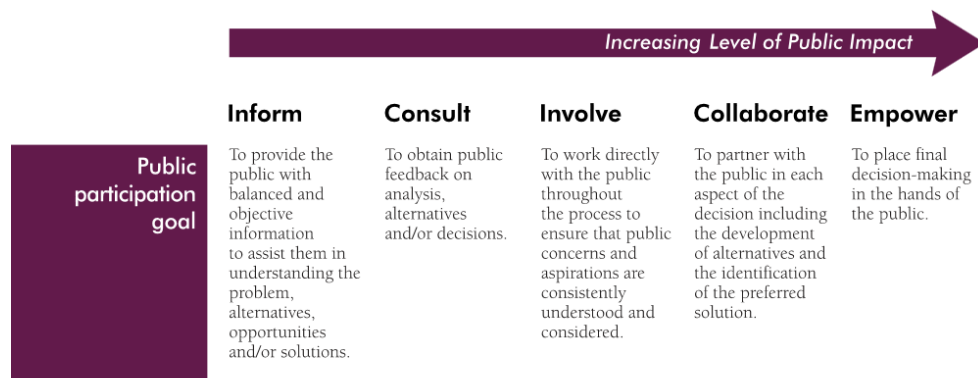 Increasing Level of Public Impact
Inform
Consult
Involve
Collaborate
Empower
Public
participation
goal
To provide the
public with
balanced and
objective
information
to assist them in
understanding the
problem,
alternatives,
opportunities
and/or solutions.
To obtain public
feedback on
analysis,
alternatives
and/or decisions.
To work directly
with the public
throughout
the process to
ensure that public
concerns and
aspirations are
consistently
understood and
considered.
To partner with
the public in each
aspect of the
decision including
the development
of alternatives and
the identification
of the preferred
solution.
To place final
decision-making
in the hands of
the public.